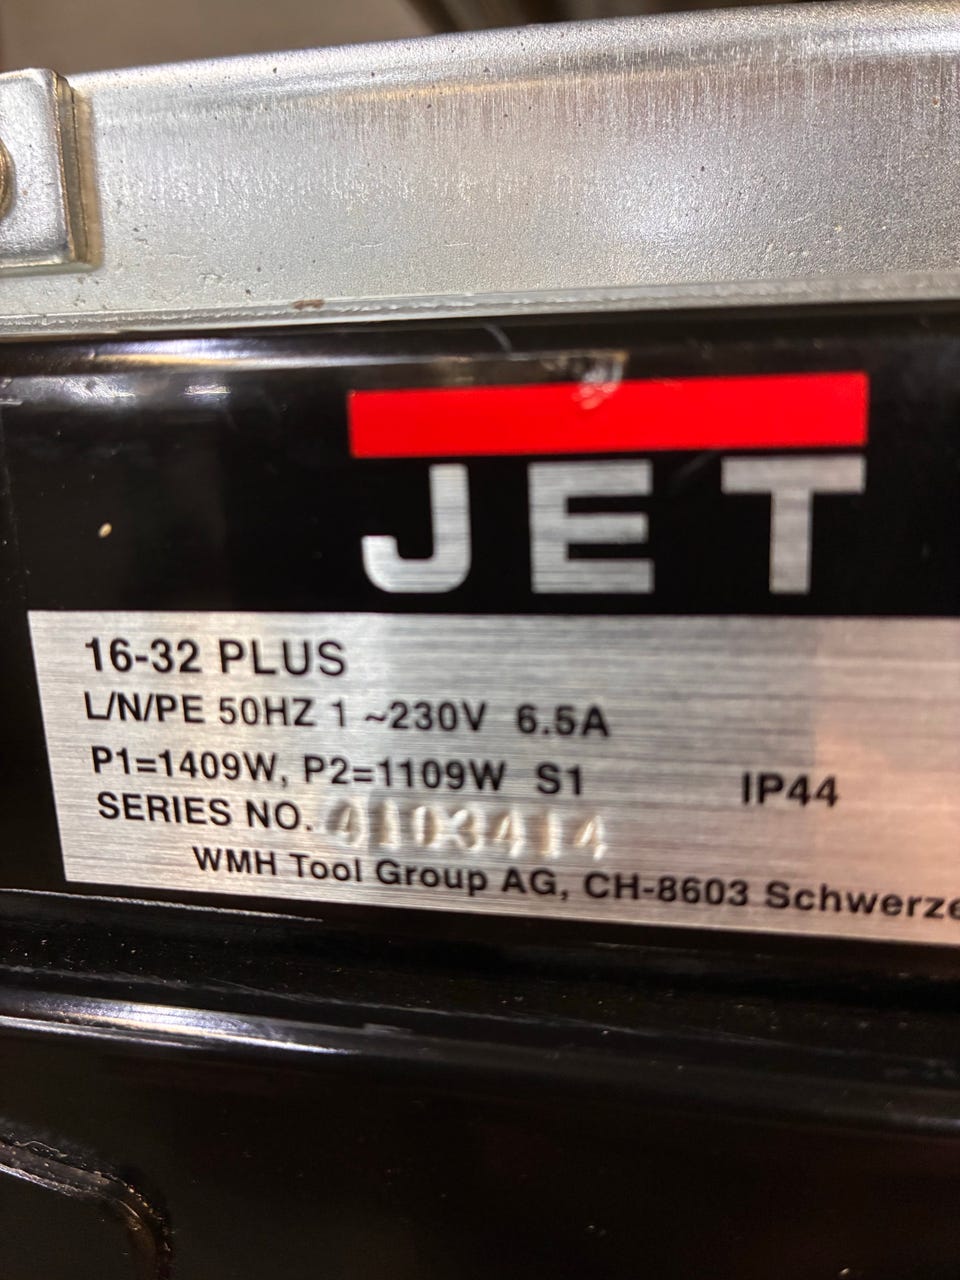 JET
16-32 PLUS
L/N/PE 50HZ 1 ~230V 6.5A
P1=1409W, P2=1109W S1 IP44
SERIES NO. 4103414
WMH Tool Group AG, CH-8603 Schwerze